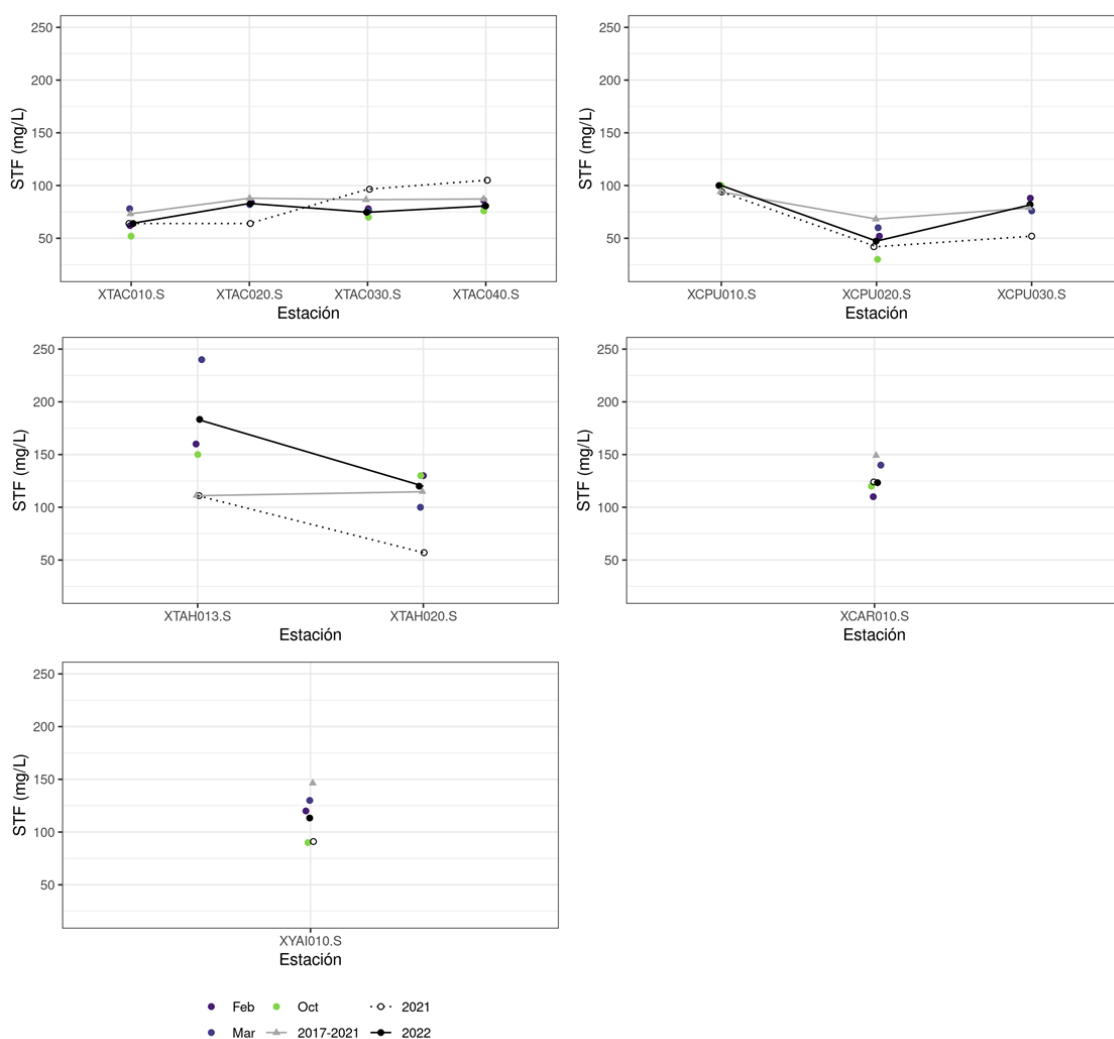 250
200
150
100
50
STF (mg/L)
XTAC010.S XTAC020.S XTAC030.S XTAC040.S
Estación
250
200
150
100
50
STF (mg/L)
XCPU010.S XCPU020.S XCPU030.S
Estación
250
200
150
100
50
STF (mg/L)
XTAH013.S XTAH020.S
Estación
250
200
150
100
50
STF (mg/L)
XCAR010.S
Estación
250
200
150
100
50
STF (mg/L)
XYAI010.S
Estación
Feb Oct 2021
Mar 2017-2021 2022